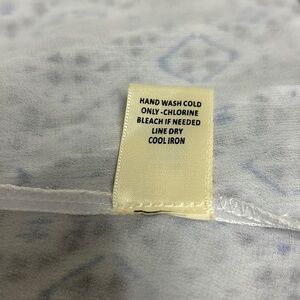 HAND WASH COLD
ONLY-CHLORINE
BLEACH IF NEEDED
LINE DRY
COOL IRON